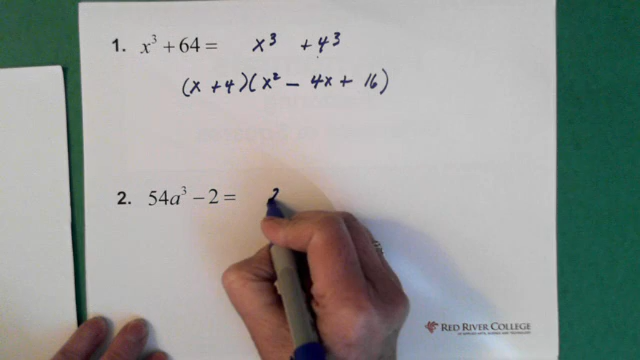 1. x³ + 64 = x³ + 4³
(x + 4)(x² − 4x + 16)
2. 54a³ − 2 = 2
RED RIVER COLLEGE